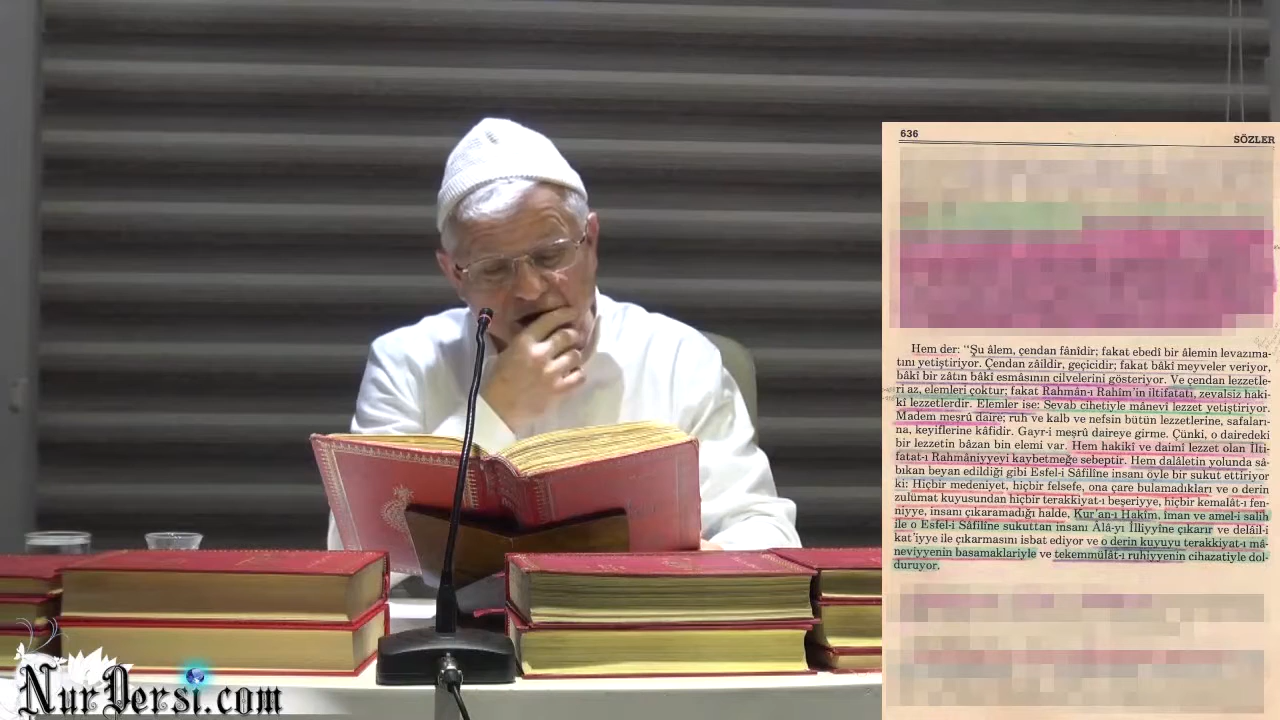 636
SÖZLER
Hem der: “Şu âlem, çendan fânîdir; fakat ebedî bir âlemin levazıma-
tını yetiştiriyor. Çendan zâildir, geçicidir; fakat bâkî meyveler veriyor,
bâkî bir zâtın bâkî esmâsının cilvelerini gösteriyor. Ve çendan lezzetle-
ri az, elemleri çoktur; fakat Rahmân-ı Rahîm'in iltifatatı, zevalsiz haki-
kî lezzetlerdir. Elemler ise: Sevab cihetiyle mânevî lezzet yetiştiriyor.
Madem meşrû daire; ruh ve kalb ve nefsin bütün lezzetlerine, safaları-
na, keyiflerine kâfidir. Gayr-i meşrû daireye girme. Çünki, o dairedeki
bir lezzetin bâzan bin elemi var. Hem hakikî ve daimî lezzet olan İlti-
fatat-ı Rahmâniyyeyi kaybetmeğe sebeptir. Hem dalâletin yolunda sâ-
bıkan beyan edildiği gibi Esfel-i Sâfilîne insanı öyle bir sukut ettiriyor
ki: Hiçbir medeniyet, hiçbir felsefe, ona çare bulamadıkları ve o derin
zulümat kuyusundan hiçbir terakkiyat-ı beşeriye, hiçbir kemalât-ı fen-
niyye, insanı çıkaramadığı halde, Kur'an-ı Hakîm, iman ve amel-i salih
ile o Esfel-i Sâfilîne sukuttan insanı Âlâ-yı İlliyyîne çıkarır ve delâil-i
kat'iyye ile çıkarmasını isbat ediyor ve o derin kuyuyu terakkiyat-ı mâ-
neviyyenin basamaklariyle ve tekemmülât-ı ruhiyyenin cihazatiyle dol-
duruyor.
NurDersi.com